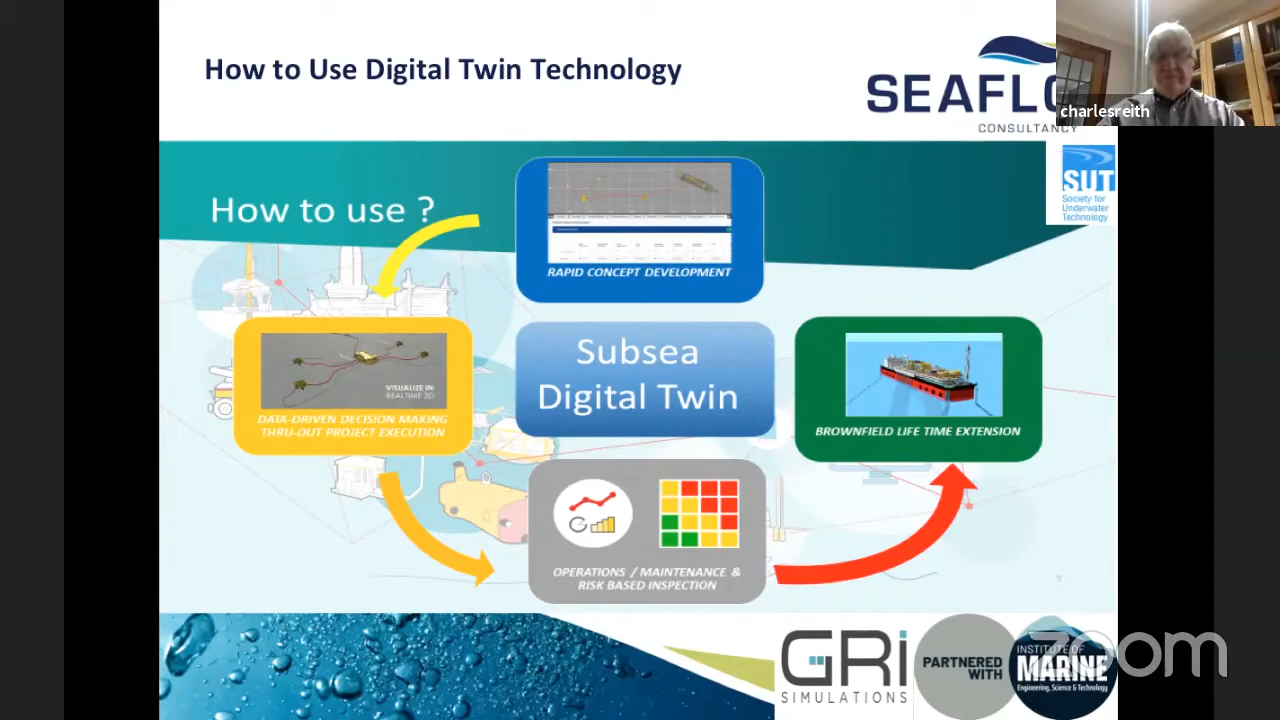 How to Use Digital Twin Technology
SEAFLO
CONSULTANCY
charlesreith
SUT
Society for
Underwater
Technology
How to use ?
RAPID CONCEPT DEVELOPMENT
VISUALIZE IN
REALTIME 3D
DATA-DRIVEN DECISION MAKING
THRU-OUT PROJECT EXECUTION
Subsea
Digital Twin
BROWNFIELD LIFE TIME EXTENSION
OPERATIONS / MAINTENANCE &
RISK BASED INSPECTION
3
GRi
SIMULATIONS
PARTNERED
WITH
INSTITUTE OF
MARINE
Engineering, Science & Technology
zoom